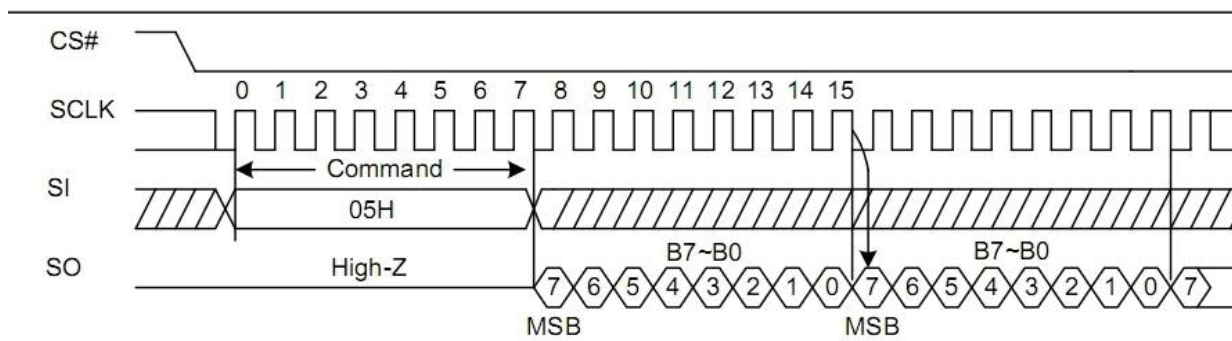 CS#
0 1 2 3 4 5 6 7 8 9 10 11 12 13 14 15
SCLK
Command
SI
05H
B7~B0 B7~B0
SO High-Z
7 6 5 4 3 2 1 0 7 6 5 4 3 2 1 0 7
MSB MSB